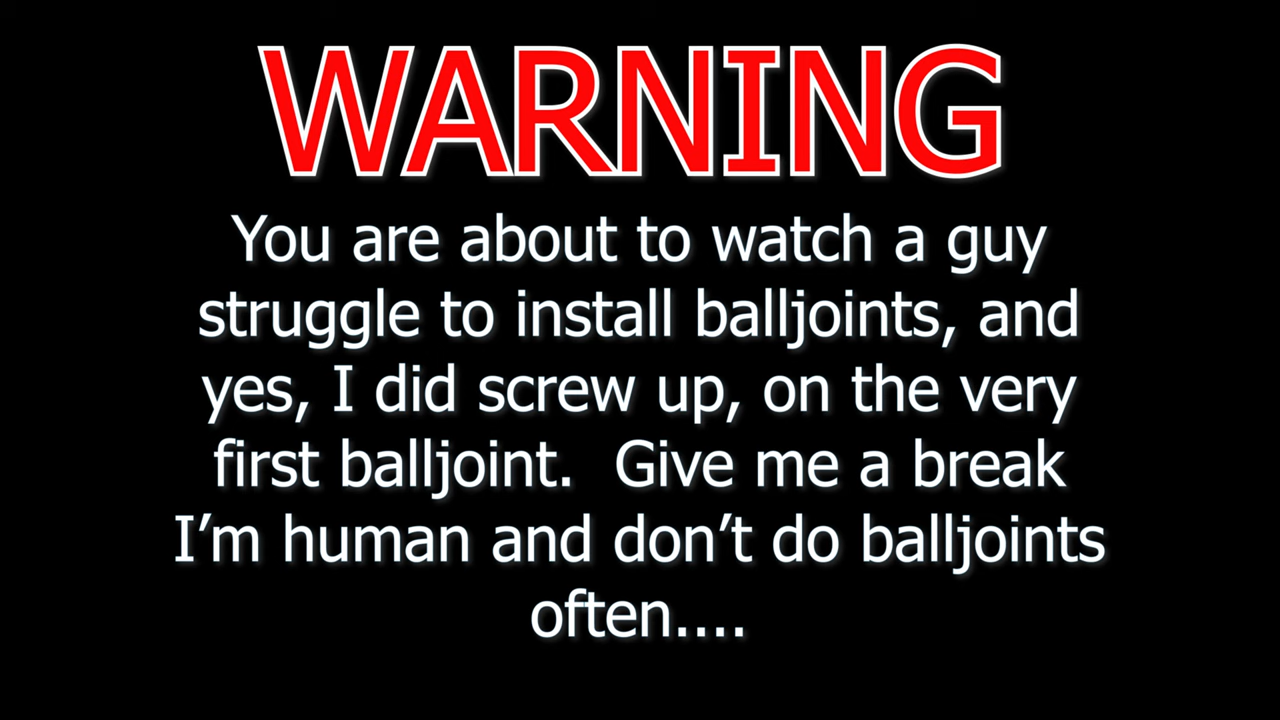 WARNING
You are about to watch a guy
struggle to install balljoints, and
yes, I did screw up, on the very
first balljoint.  Give me a break
I’m human and don’t do balljoints
often....